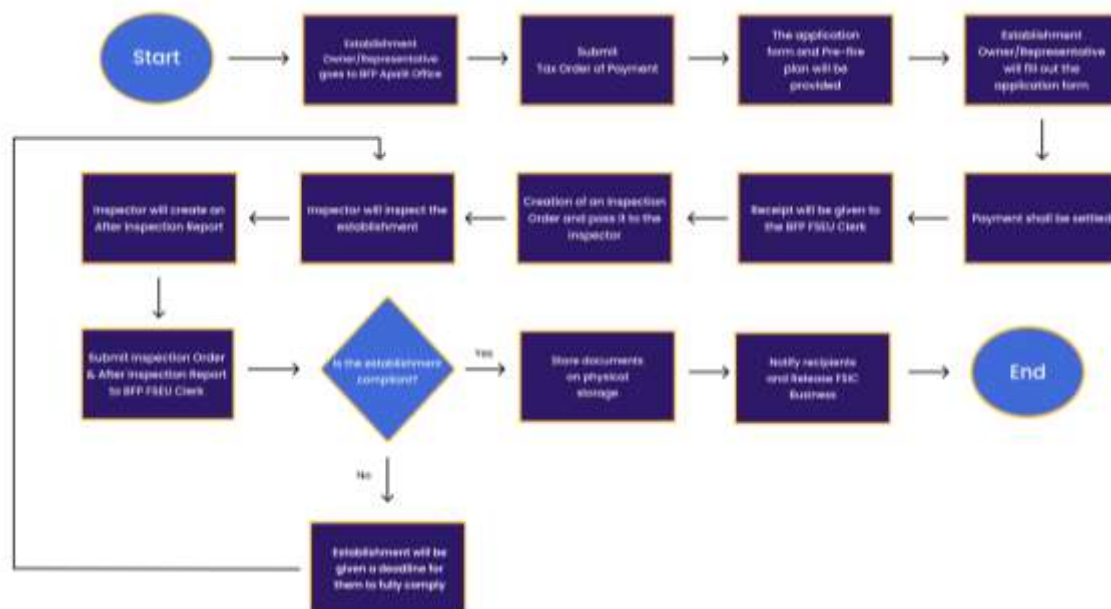 Start
Establishment
Owner/Representative
goes to BFP Apalit Office
Submit
Tax Order of Payment
The application
form and Pre-fire
plan will be
provided
Establishment
Owner/Representative
will fill out the
application form
Inspector will create an
After Inspection Report
Inspector will inspect the
establishment
Creation of an Inspection
Order and pass it to the
inspector
Receipt will be given to
the BFP FSEU Clerk
Payment shall be settled
Submit Inspection Order
& After Inspection Report
to BFP FSEU Clerk
Is the establishment
compliant?
Yes
Store documents
on physical
storage
Notify recipients
and Release FSIC
Business
End
No
Establishment will be
given a deadline for
them to fully comply